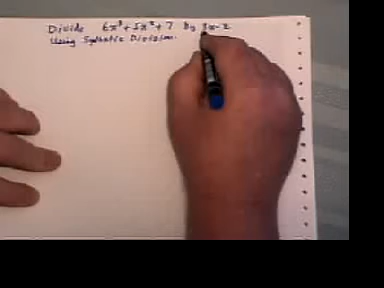 Divide 6x³ + 5x² + 7 By 3x - 2
Using Synthetic Division.